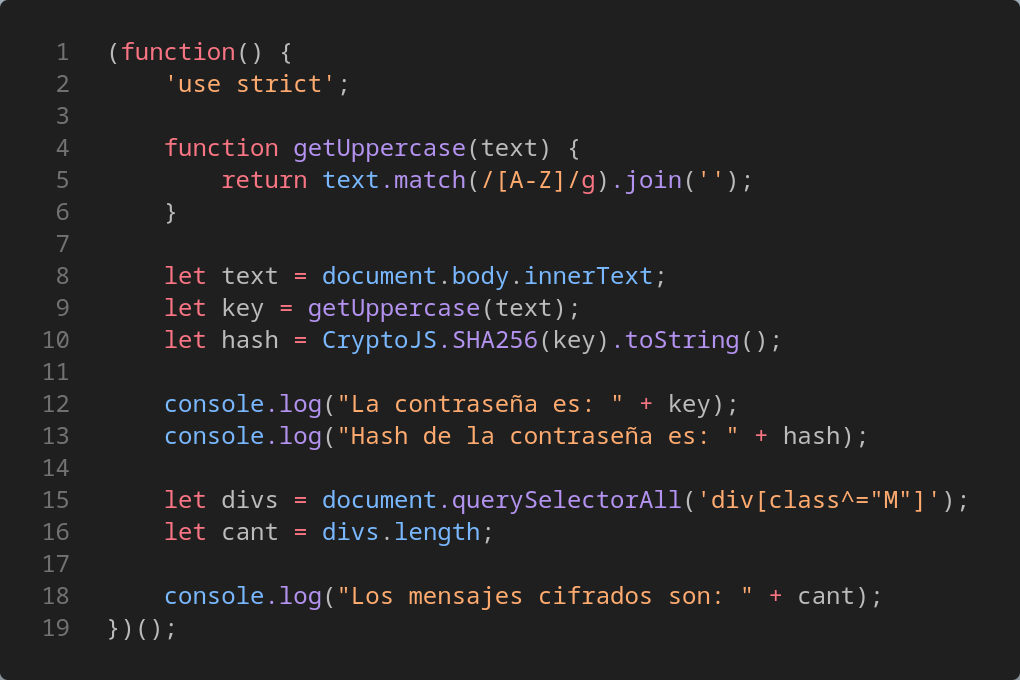 1 (function() {
2 'use strict';
3
4 function getUppercase(text) {
5 return text.match(/[A-Z]/g).join('');
6 }
7
8 let text = document.body.innerText;
9 let key = getUppercase(text);
10 let hash = CryptoJS.SHA256(key).toString();
11
12 console.log("La contraseña es: " + key);
13 console.log("Hash de la contraseña es: " + hash);
14
15 let divs = document.querySelectorAll('div[class^="M"]');
16 let cant = divs.length;
17
18 console.log("Los mensajes cifrados son: " + cant);
19 })();